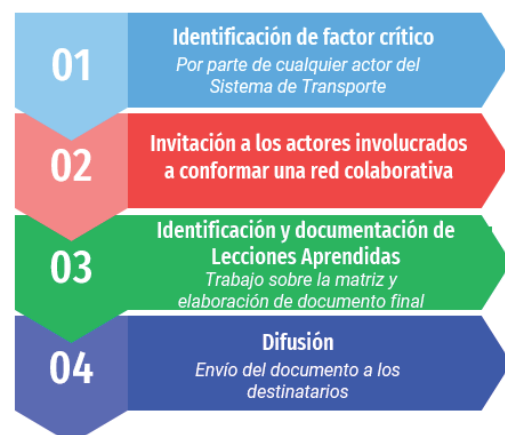 01
Identificación de factor crítico
Por parte de cualquier actor del
Sistema de Transporte
02
Invitación a los actores involucrados
a conformar una red colaborativa
03
Identificación y documentación de
Lecciones Aprendidas
Trabajo sobre la matriz y
elaboración de documento final
04
Difusión
Envío del documento a los
destinatarios